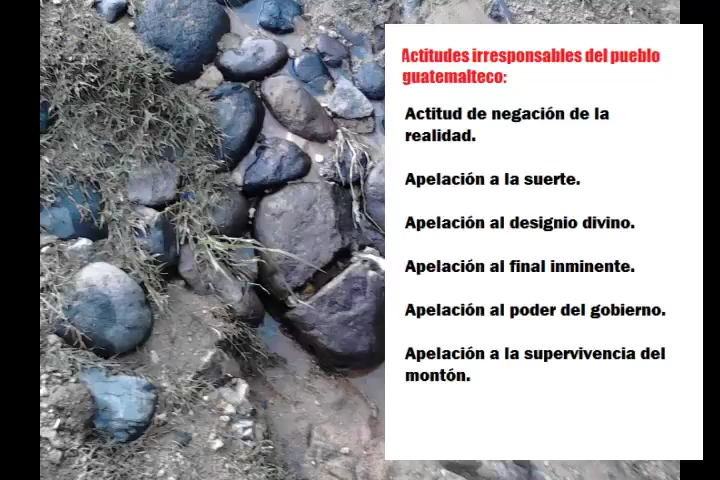 Actitudes irresponsables del pueblo
guatemalteco:
Actitud de negación de la
realidad.
Apelación a la suerte.
Apelación al designio divino.
Apelación al final inminente.
Apelación al poder del gobierno.
Apelación a la supervivencia del
montón.